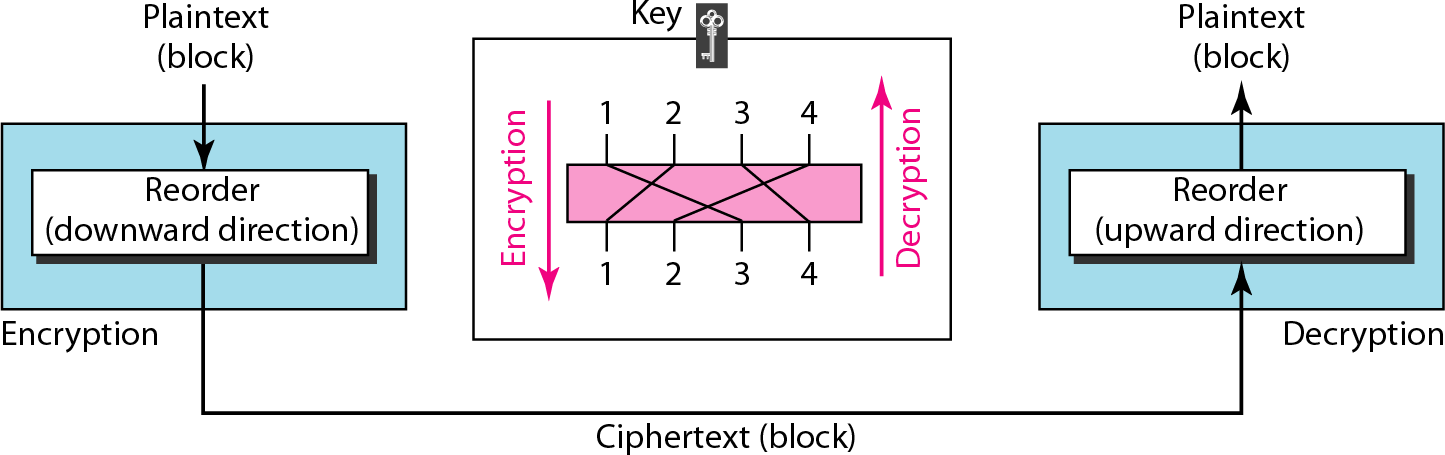 Plaintext
(block)
Reorder
(downward direction)
Encryption
Key
Encryption
1 2 3 4
1 2 3 4
Decryption
Plaintext
(block)
Reorder
(upward direction)
Decryption
Ciphertext (block)